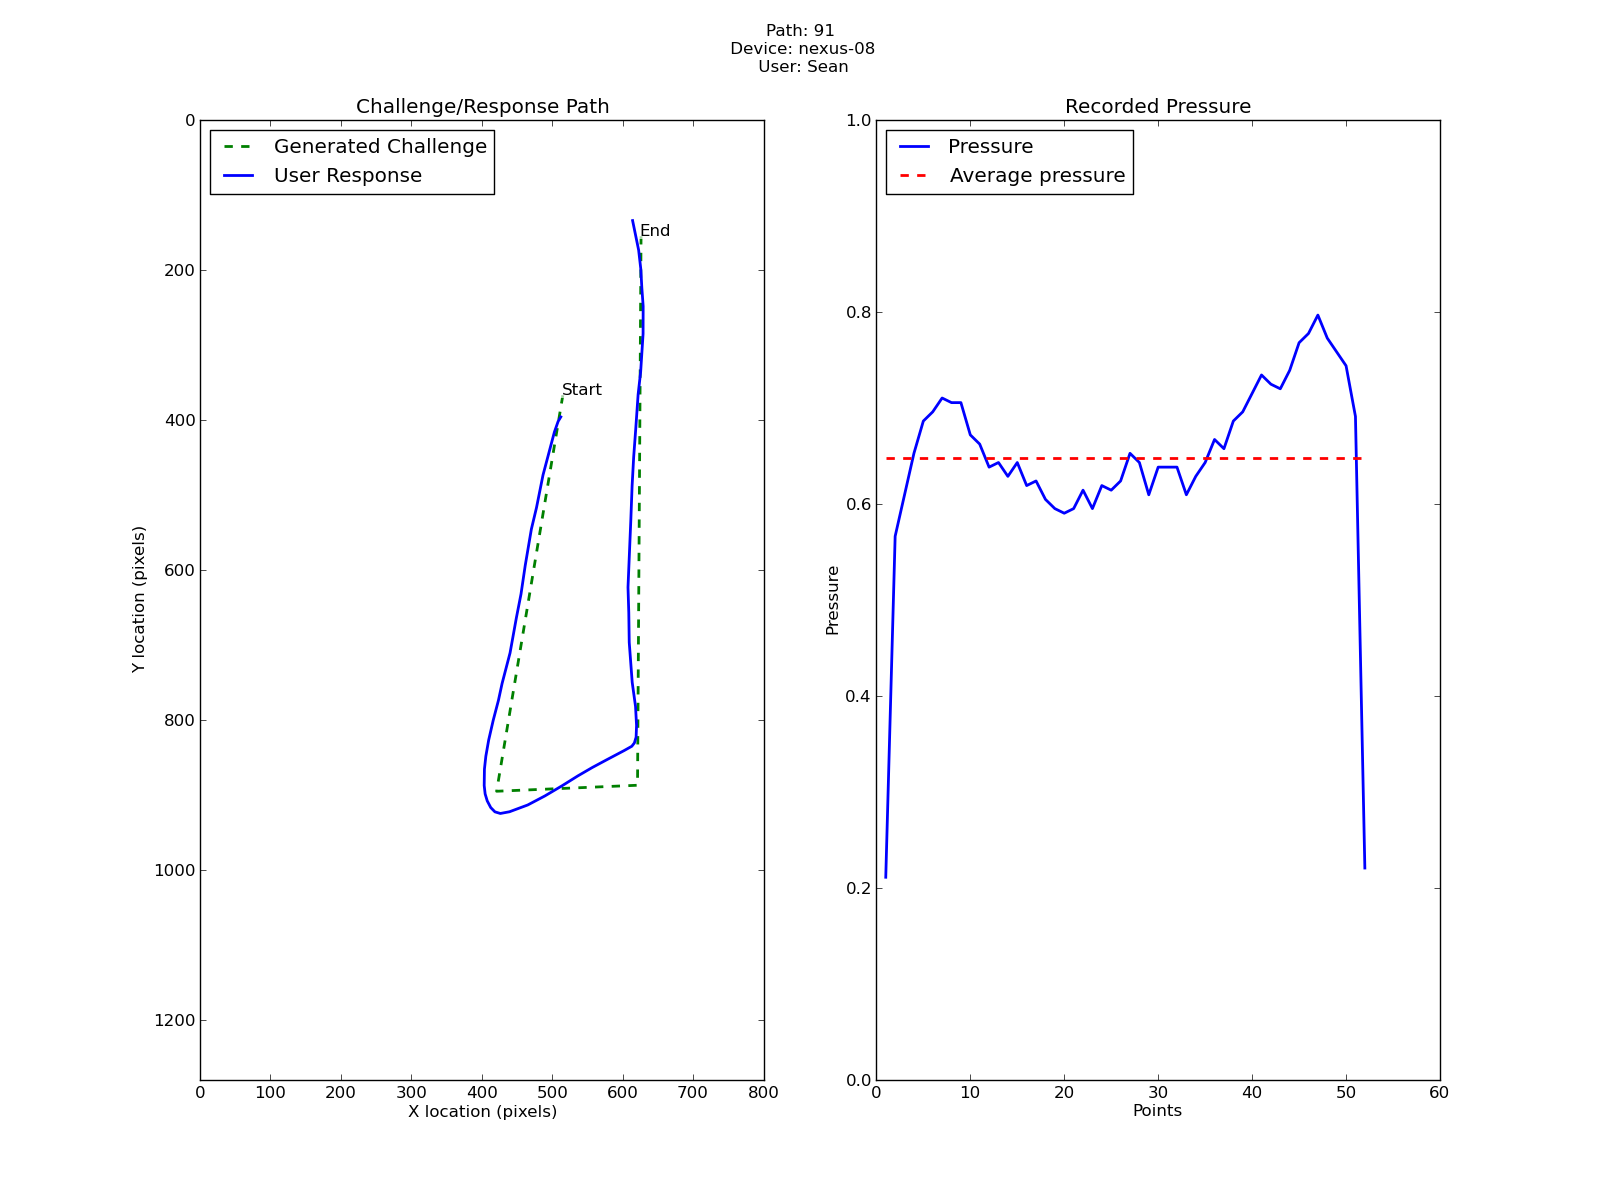 Path: 91
Device: nexus-08
User: Sean
Challenge/Response Path
Generated Challenge
User Response
End
Start
0
200
400
600
800
1000
1200
Y location (pixels)
0 100 200 300 400 500 600 700 800
X location (pixels)
Recorded Pressure
Pressure
Average pressure
1.0
0.8
0.6
0.4
0.2
0.0
Pressure
0 10 20 30 40 50 60
Points